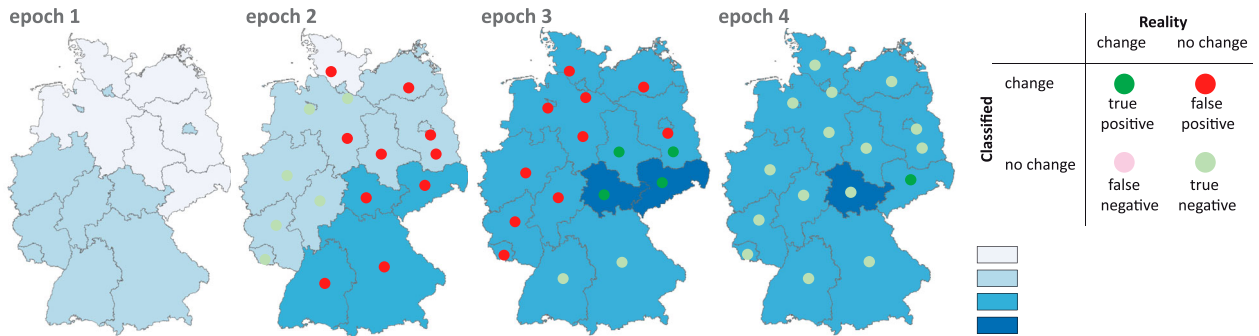 epoch 1
epoch 2
epoch 3
epoch 4
Reality
change
no change
Classified
change
true
positive
false
positive
no change
false
negative
true
negative